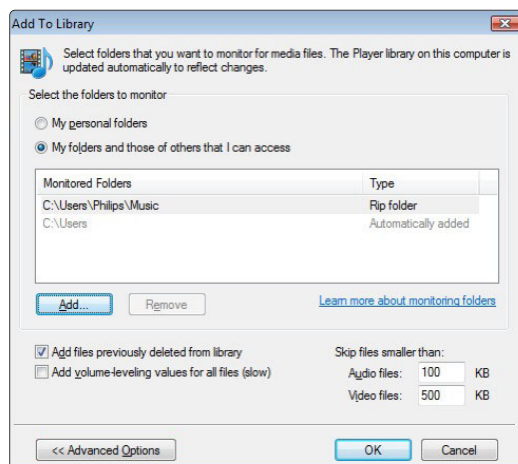 Add To Library
Select folders that you want to monitor for media files. The Player library on this computer is
updated automatically to reflect changes.
Select the folders to monitor
My personal folders
My folders and those of others that I can access
Monitored Folders Type
C:\Users\Philips\Music Rip folder
C:\Users Automatically added
Add... Remove Learn more about monitoring folders
Add files previously deleted from library Skip files smaller than:
Add volume-leveling values for all files (slow) Audio files: 100 KB
Video files: 500 KB
<< Advanced Options OK Cancel